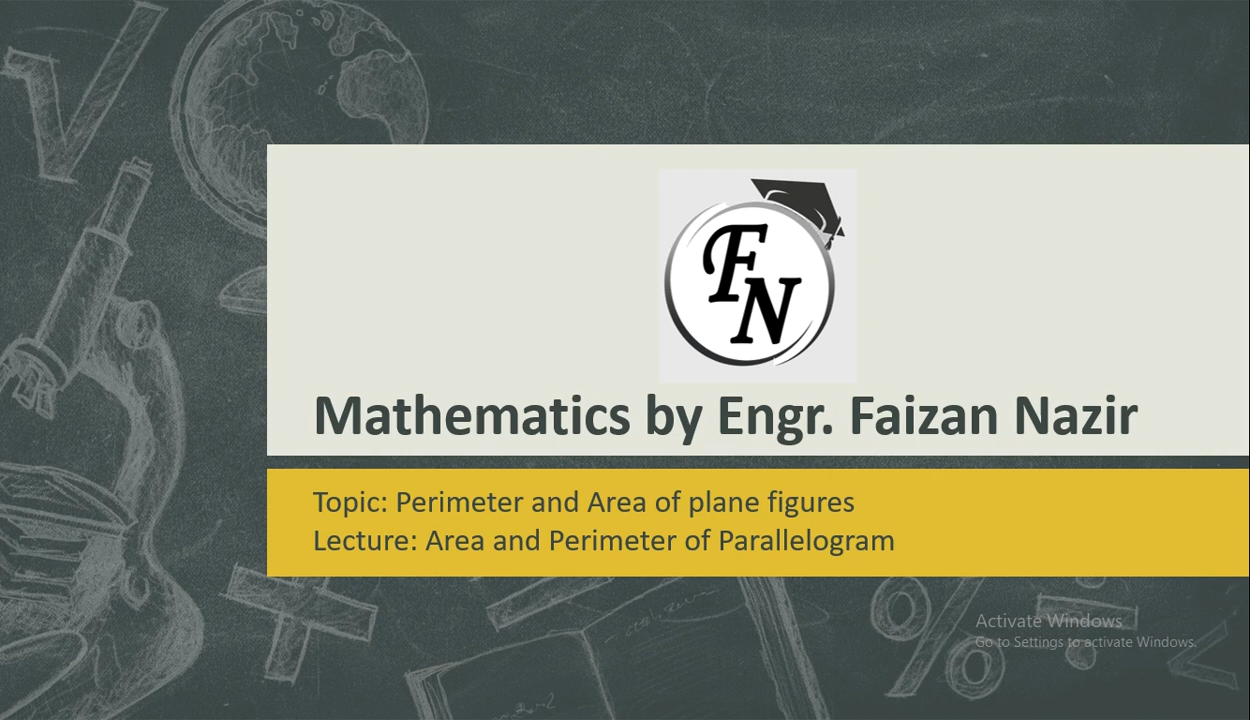 FN
Mathematics by Engr. Faizan Nazir
Topic: Perimeter and Area of plane figures
Lecture: Area and Perimeter of Parallelogram
Activate Windows
Go to Settings to activate Windows.